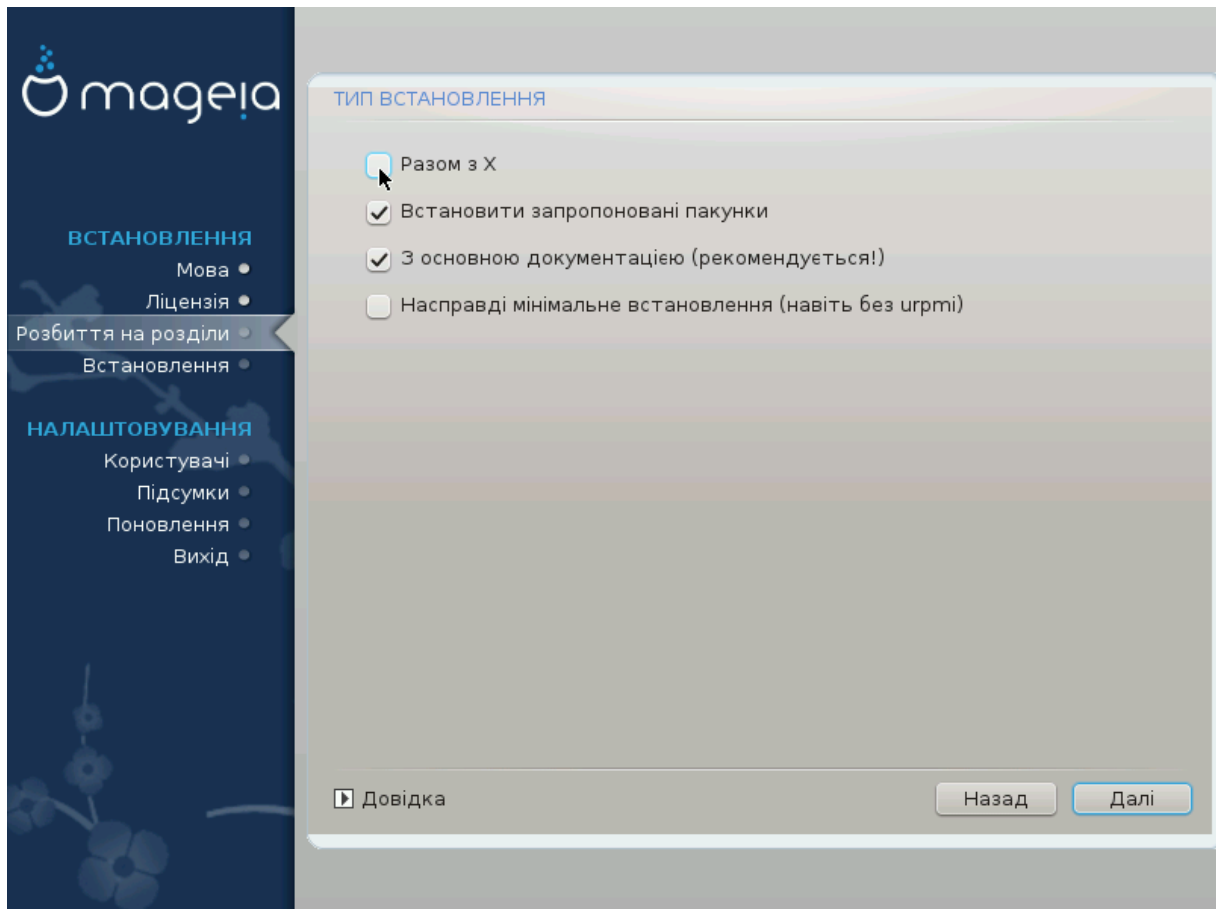 mageia
ВСТАНОВЛЕННЯ
Мова
Ліцензія
Розбиття на розділи
Встановлення
НАЛАШТОВУВАННЯ
Користувачі
Підсумки
Поновлення
Вихід
ТИП ВСТАНОВЛЕННЯ
Разом з X
Встановити запропоновані пакунки
З основною документацією (рекомендується!)
Насправді мінімальне встановлення (навіть без urpmi)
Довідка
Назад
Далі